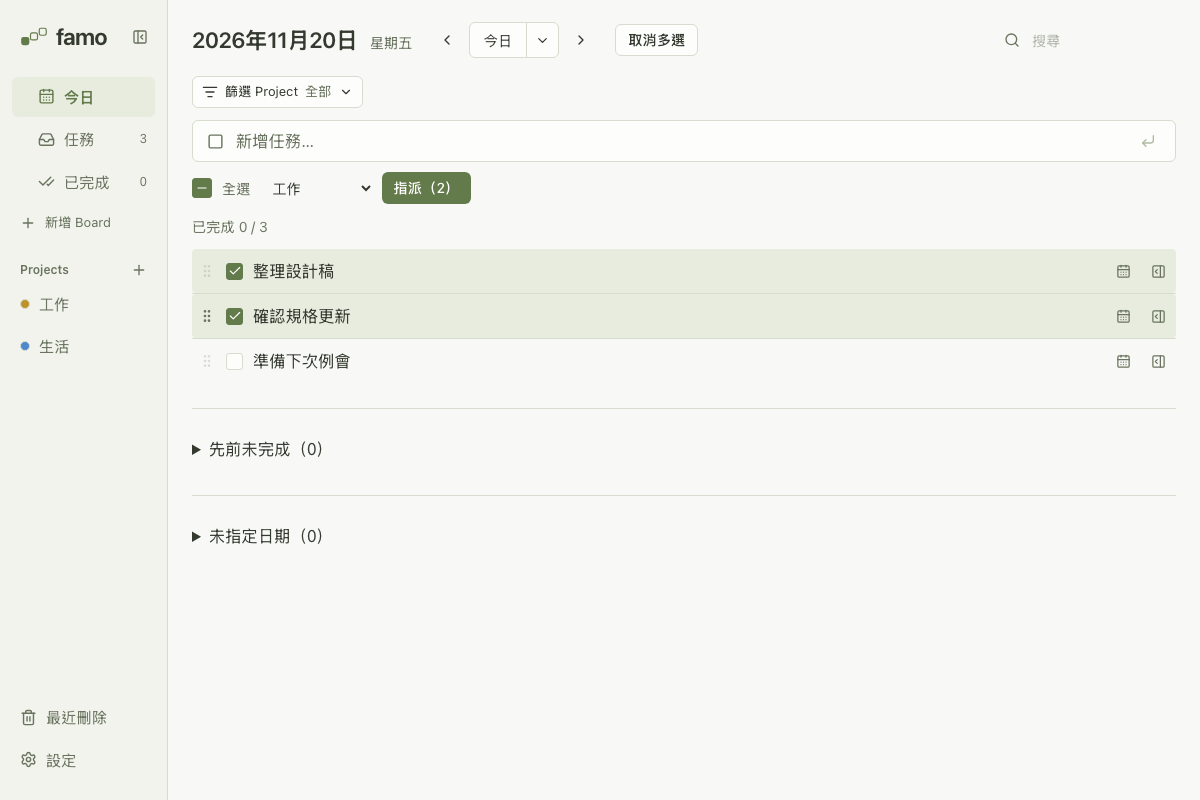 famo
今日
任務 3
已完成 0
新增 Board
Projects
工作
生活
最近刪除
設定
2026年11月20日 星期五 今日 取消多選 搜尋
篩選 Project 全部
新增任務...
全選 工作 指派（2）
已完成 0 / 3
整理設計稿
確認規格更新
準備下次例會
先前未完成（0）
未指定日期（0）